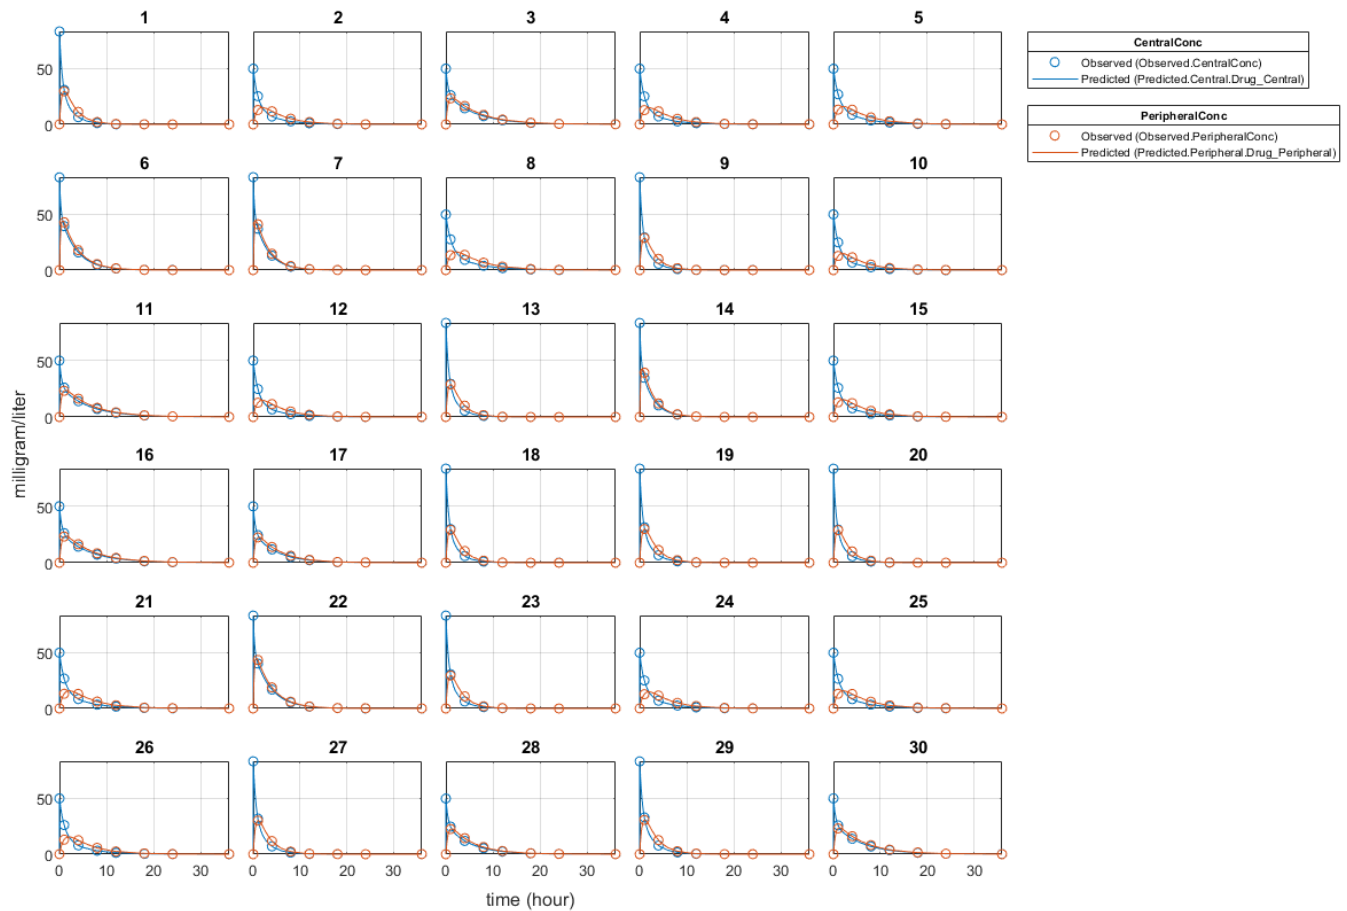 1 2 3 4 5
CentralConc
Observed (Observed.CentralConc)
Predicted (Predicted.Central.Drug_Central)
PeripheralConc
Observed (Observed.PeripheralConc)
Predicted (Predicted.Peripheral.Drug_Peripheral)
50
0
6 7 8 9 10
50
0
11 12 13 14 15
50
0
milligram/liter
16 17 18 19 20
50
0
21 22 23 24 25
50
0
26 27 28 29 30
50
0
0 10 20 30 0 10 20 30 0 10 20 30 0 10 20 30 0 10 20 30
time (hour)